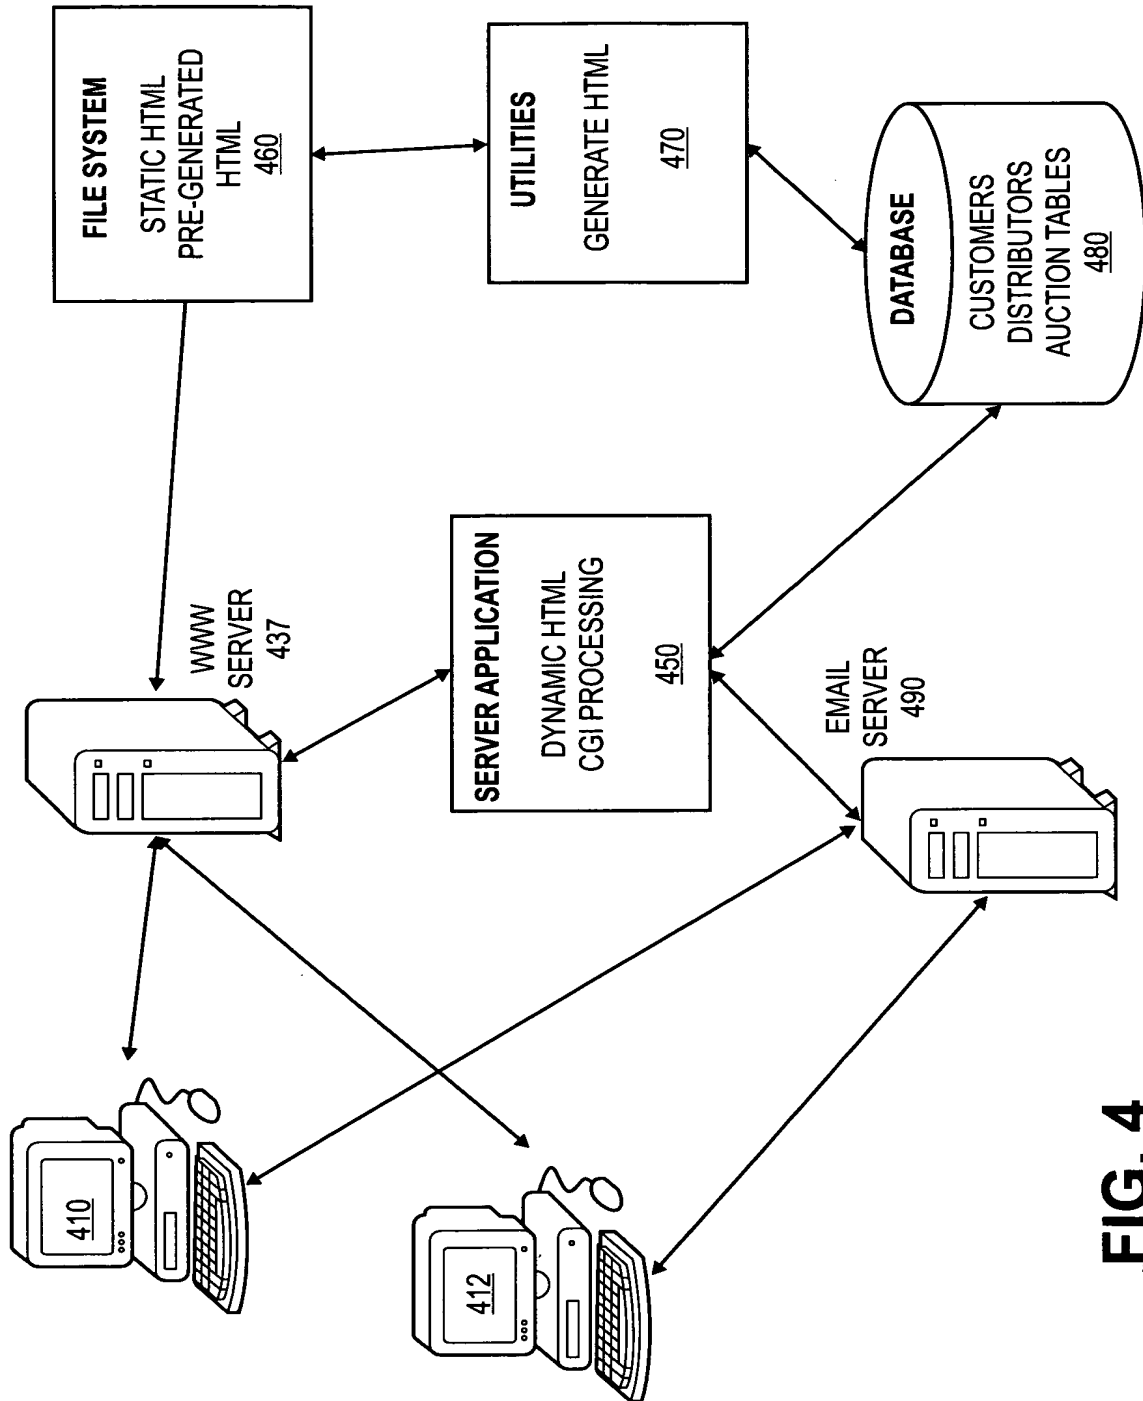 410
412
WWW
SERVER
437
SERVER APPLICATION
DYNAMIC HTML
CGI PROCESSING
450
EMAIL
SERVER
490
FILE SYSTEM
STATIC HTML
PRE-GENERATED
HTML
460
UTILITIES
GENERATE HTML
470
DATABASE
CUSTOMERS
DISTRIBUTORS
AUCTION TABLES
480
FIG. 4